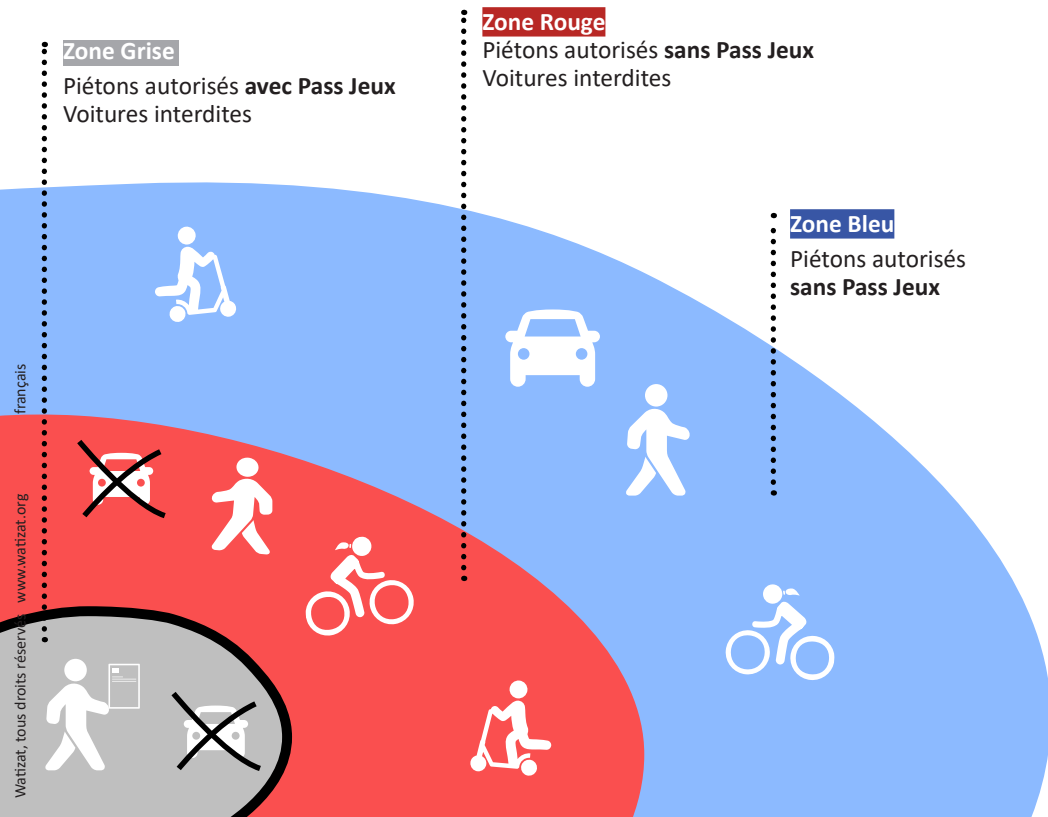 Zone Grise
Piétons autorisés avec Pass Jeux
Voitures interdites
Zone Rouge
Piétons autorisés sans Pass Jeux
Voitures interdites
Zone Bleu
Piétons autorisés
sans Pass Jeux
Watizat, tous droits réservés www.watizat.org français